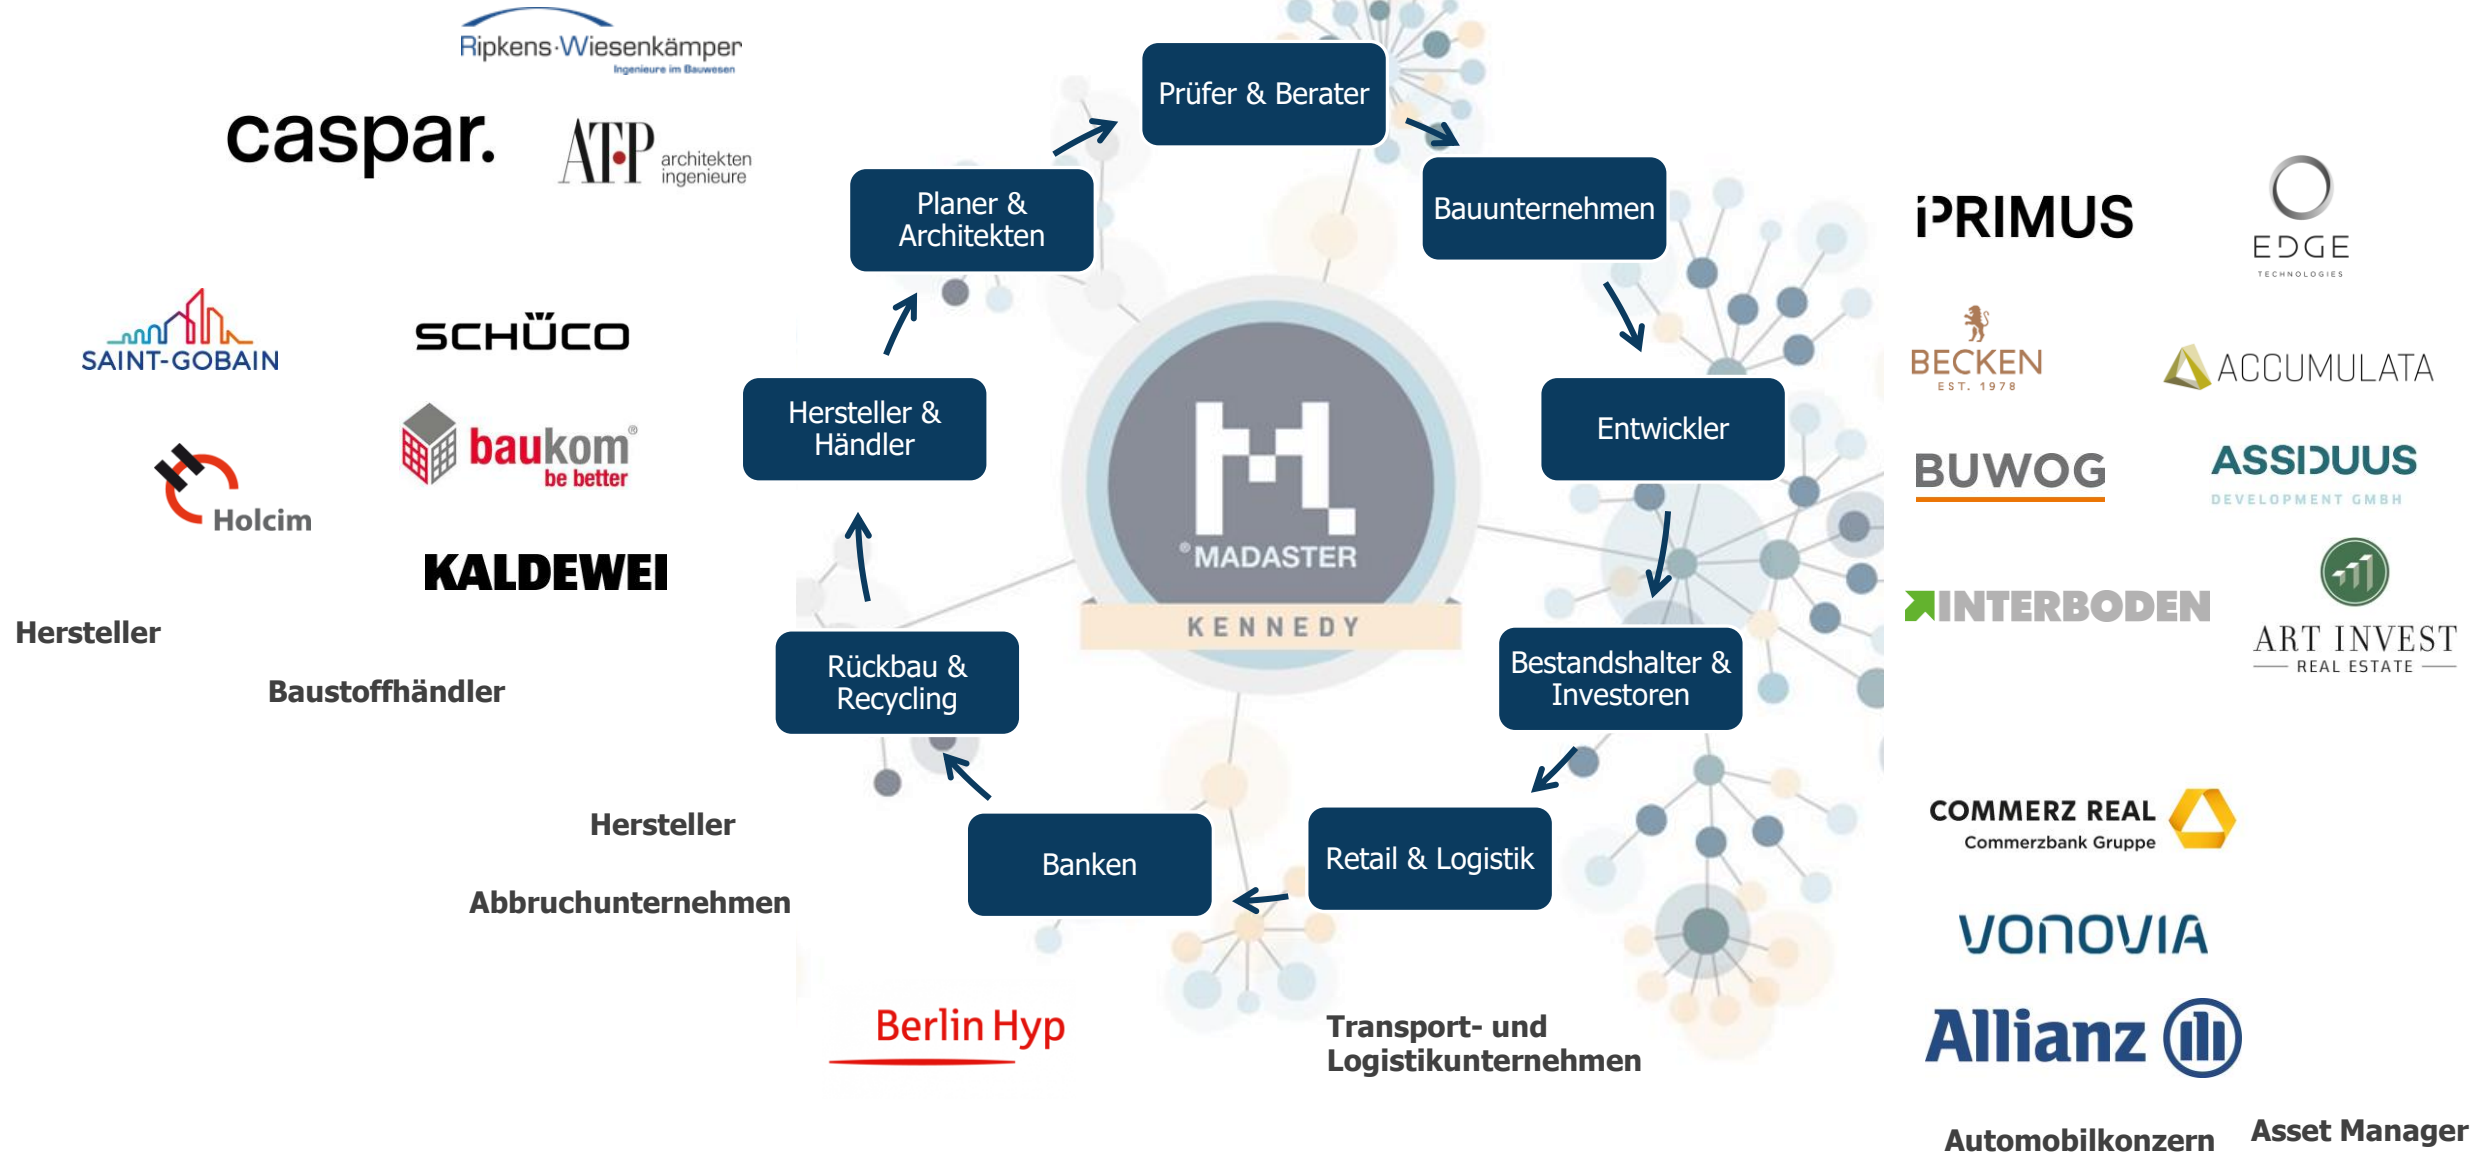 Ripkens·Wiesenkämper
Ingenieure im Bauwesen
caspar.
ATP
architekten
ingenieure
SAINT-GOBAIN
SCHÜCO
baukom®
be better
Holcim
KALDEWEI
Hersteller
Baustoffhändler
Hersteller
Abbruchunternehmen
Prüfer & Berater
Planer &
Architekten
Bauunternehmen
Hersteller &
Händler
Entwickler
®MADASTER
KENNEDY
Rückbau &
Recycling
Bestandshalter &
Investoren
Banken
Retail & Logistik
Berlin Hyp
Transport- und
Logistikunternehmen
PRIMUS
EDGE
TECHNOLOGIES
BECKEN
EST. 1978
ACCUMULATA
BUWOG
ASSIDUUS
DEVELOPMENT GMBH
INTERBODEN
ART INVEST
REAL ESTATE
COMMERZ REAL
Commerzbank Gruppe
VONOVIA
Allianz
Automobilkonzern
Asset Manager